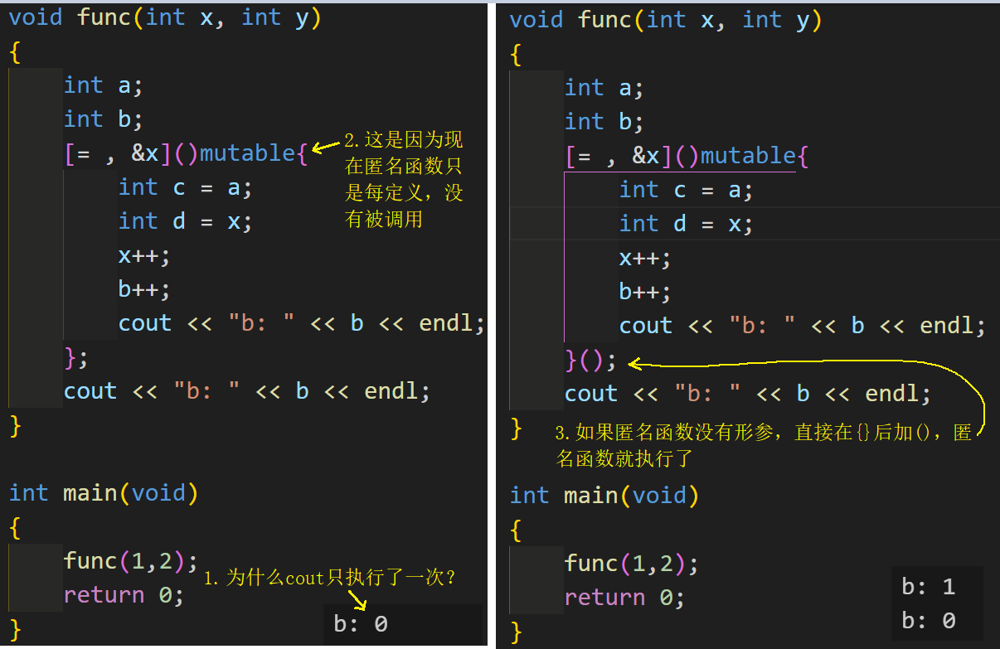 void func(int x, int y)
{
int a;
int b;
[= , &x]()mutable{
2.这是因为现
在匿名函数只
是每定义，没
有被调用
int c = a;
int d = x;
x++;
b++;
cout << "b: " << b << endl;
};
cout << "b: " << b << endl;
}
int main(void)
{
func(1,2);
1.为什么cout只执行了一次?
return 0;
}
b: 0
void func(int x, int y)
{
int a;
int b;
[= , &x]()mutable{
int c = a;
int d = x;
x++;
b++;
cout << "b: " << b << endl;
}();
cout << "b: " << b << endl;
}
3.如果匿名函数没有形参，直接在{}后加()，匿
名函数就执行了
int main(void)
{
func(1,2);
return 0;
}
b: 1
b: 0